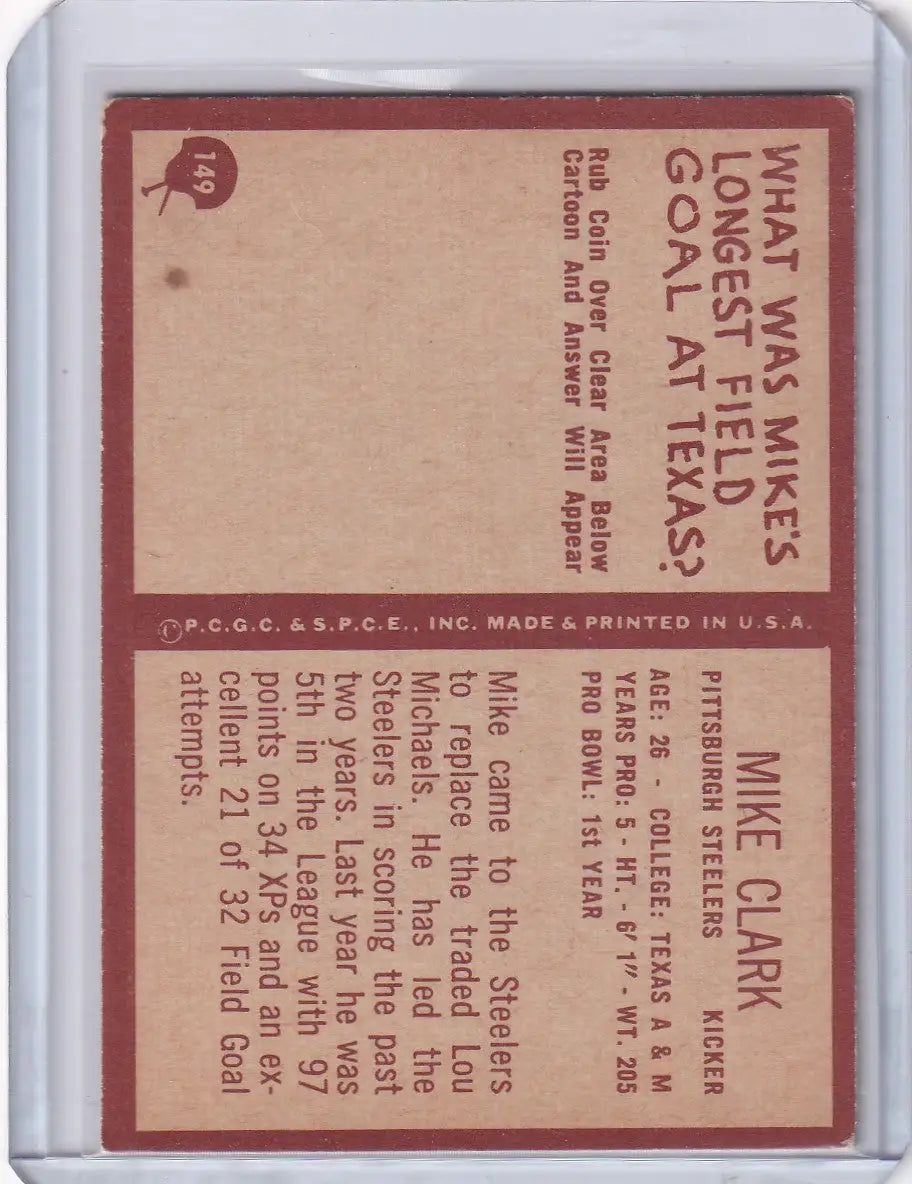 WHAT WAS MIKE'S
LONGEST FIELD
GOAL AT TEXAS?
Rub Coin Over Clear Area Below
Cartoon And Answer Will Appear
149
©P.C.G.C. & S.P.C.E., INC. MADE & PRINTED IN U.S.A.
MIKE CLARK
PITTSBURGH STEELERS KICKER
AGE: 26 - COLLEGE: TEXAS A & M
YEARS PRO: 5 - HT. - 6' 1" - WT. 205
PRO BOWL: 1st YEAR
Mike came to the Steelers
to replace the traded Lou
Michaels. He has led the
Steelers in scoring the past
two years. Last year he was
5th in the League with 97
points on 34 XPs and an ex-
cellent 21 of 32 Field Goal
attempts.